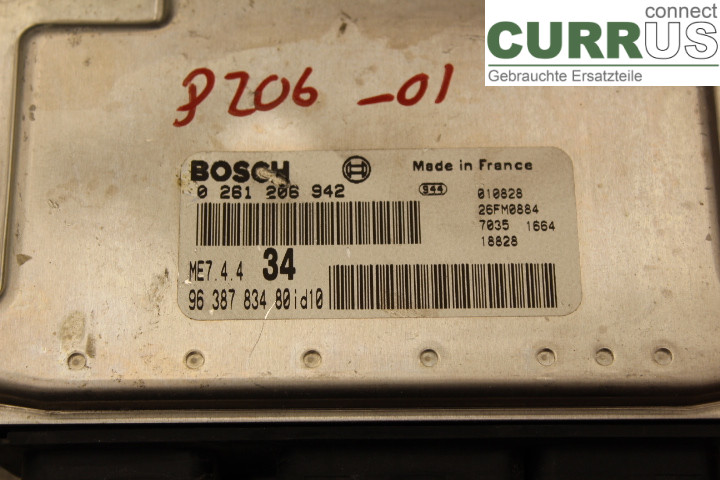 connect
CURRUS
Gebrauchte Ersatzteile
P206 -01
BOSCH
Made in France
0 261 206 942
S44
010828
26FM0884
7035 1664
18828
ME7.4.4 34
96 387 834 80id10